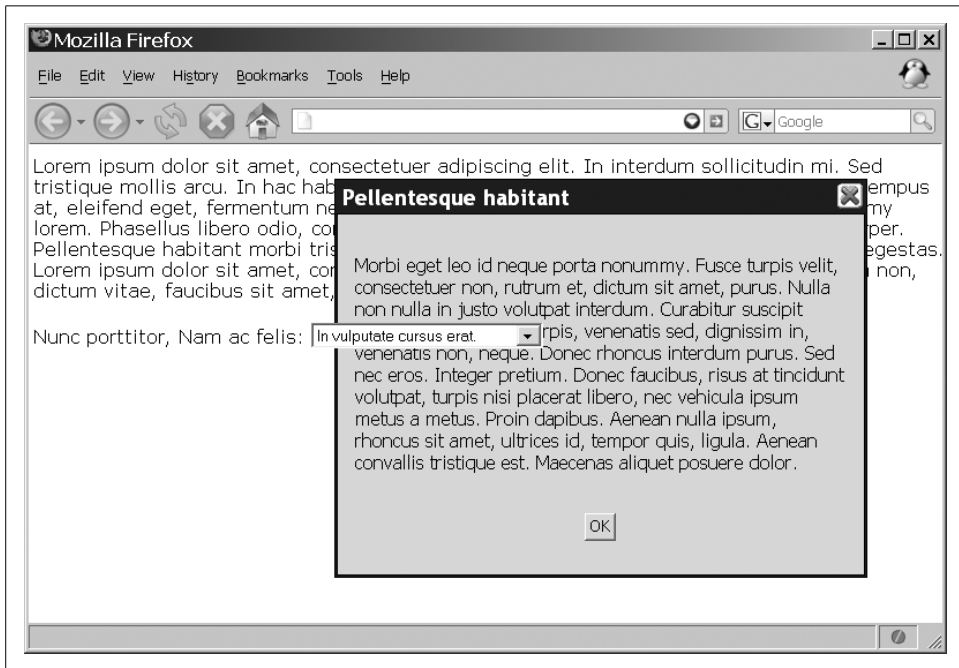 Mozilla Firefox
File Edit View History Bookmarks Tools Help
G Google
Lorem ipsum dolor sit amet, consectetuer adipiscing elit. In interdum sollicitudin mi. Sed
tristique mollis arcu. In hac hab empus
at, eleifend eget, fermentum ne my
lorem. Phasellus libero odio, co per.
Pellentesque habitant morbi tris egestas.
Lorem ipsum dolor sit amet, cor non,
dictum vitae, faucibus sit amet,
Nunc porttitor, Nam ac felis: In vulputate cursus erat.
Pellentesque habitant
Morbi eget leo id neque porta nonummy. Fusce turpis velit,
consectetuer non, rutrum et, dictum sit amet, purus. Nulla
non nulla in justo volutpat interdum. Curabitur suscipit
rpis, venenatis sed, dignissim in,
venenatis non, neque. Donec rhoncus interdum purus. Sed
nec eros. Integer pretium. Donec faucibus, risus at tincidunt
volutpat, turpis nisi placerat libero, nec vehicula ipsum
metus a metus. Proin dapibus. Aenean nulla ipsum,
rhoncus sit amet, ultrices id, tempor quis, ligula. Aenean
convallis tristique est. Maecenas aliquet posuere dolor.
OK